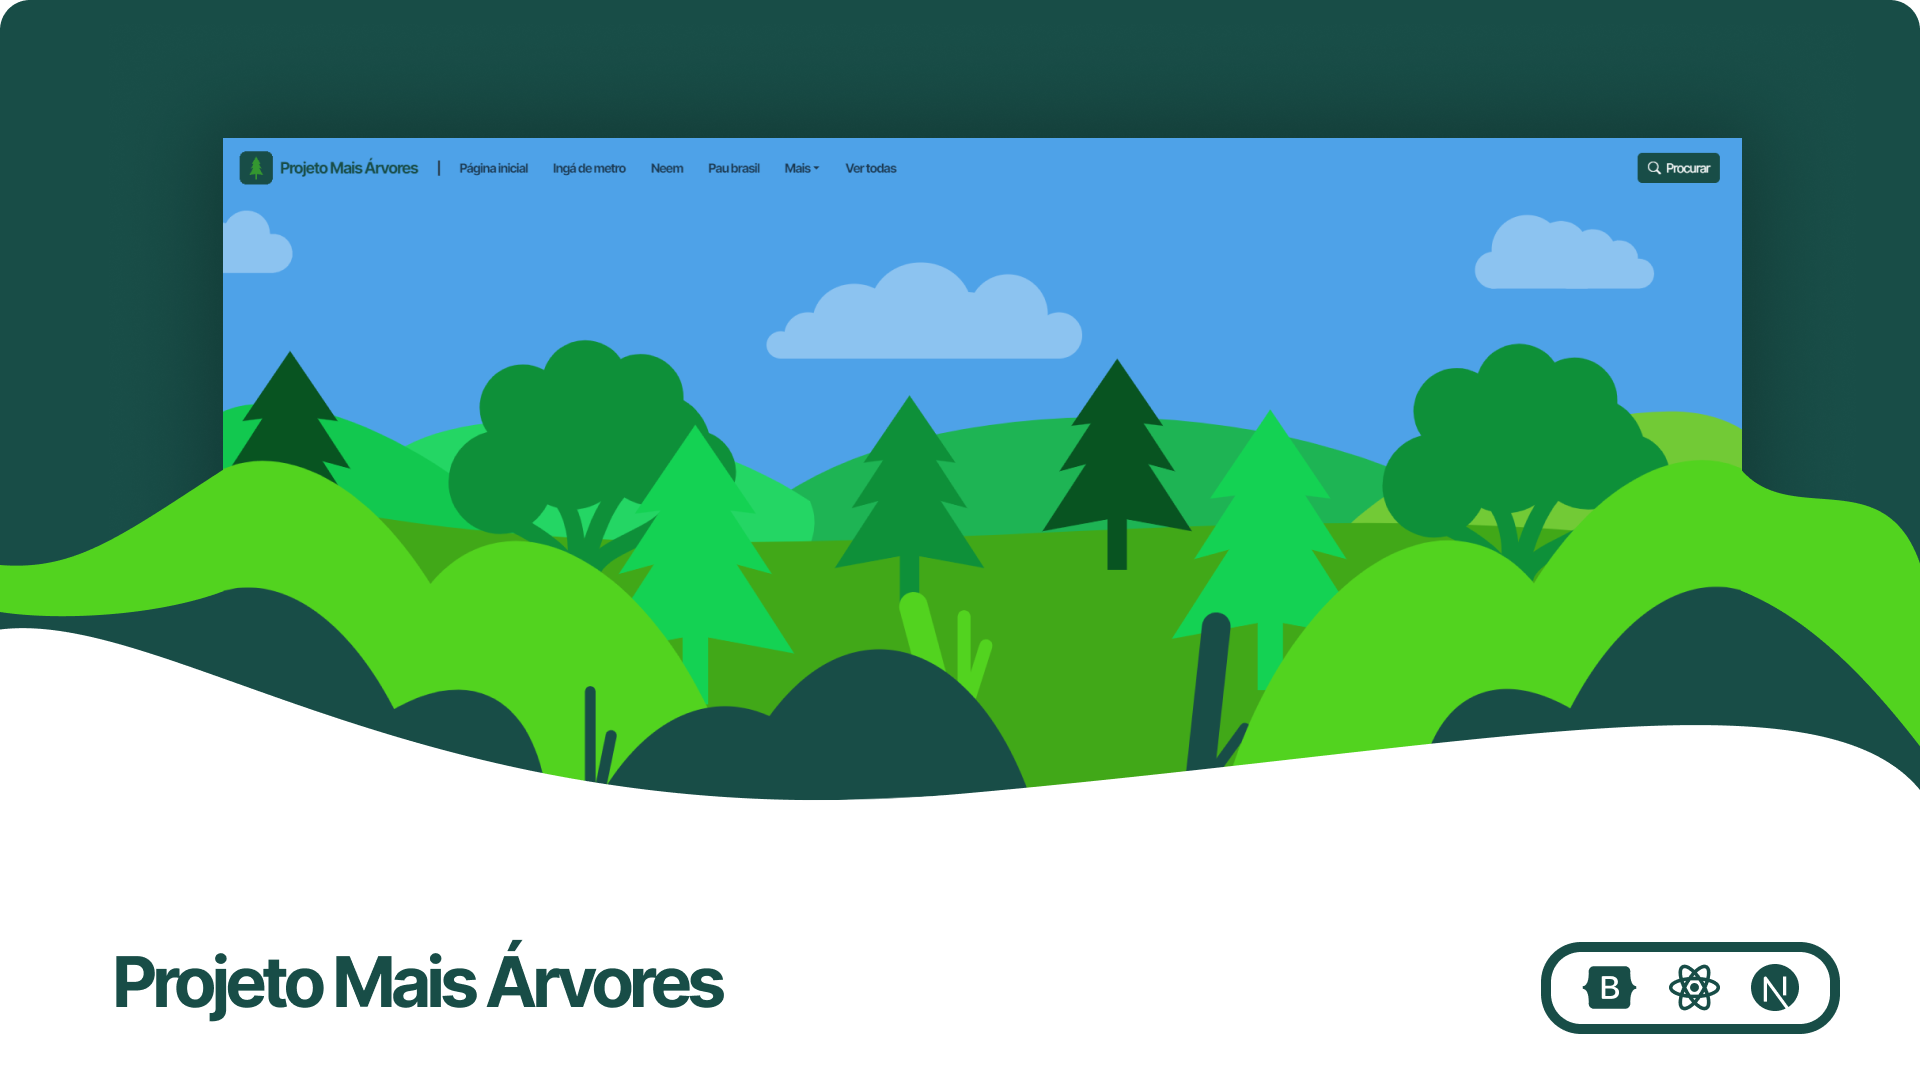 Projeto Mais Árvores | Página inicial Ingá de metro Neem Pau brasil Mais Ver todas Procurar
Projeto Mais Árvores B N